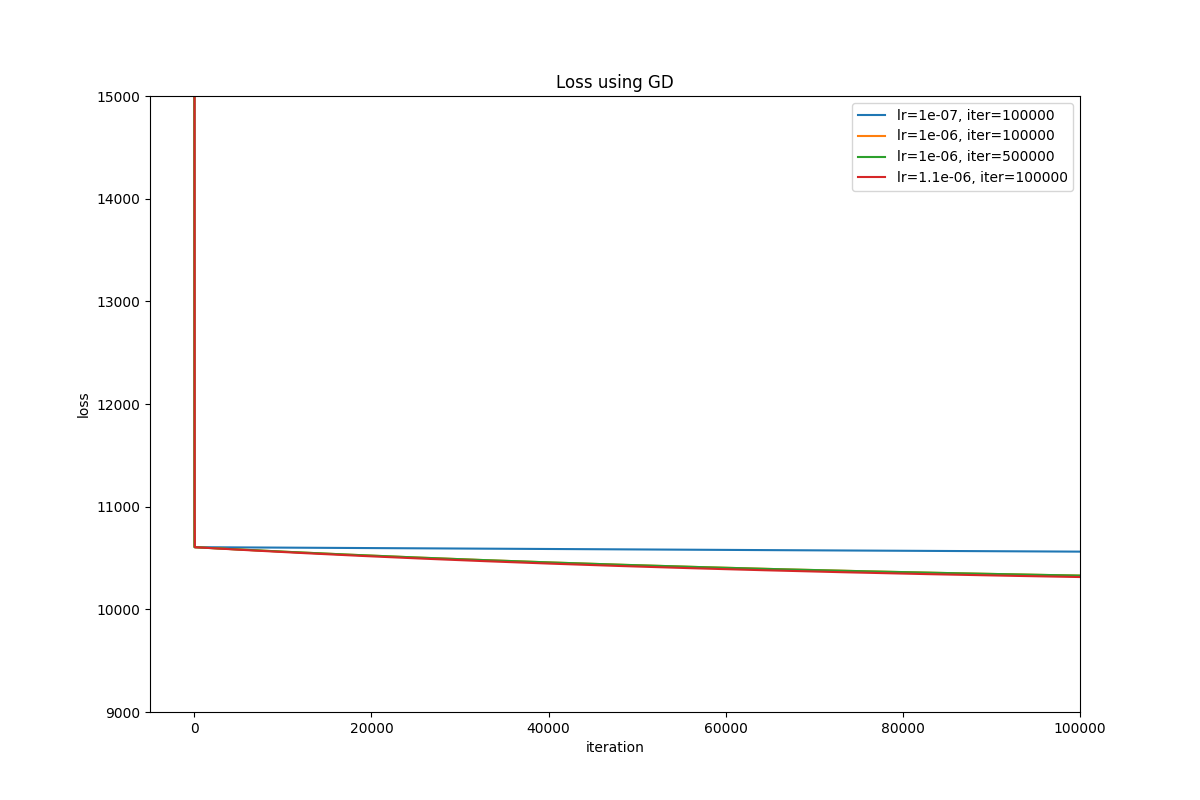 Loss using GD
15000
14000
13000
12000
11000
10000
9000
loss
lr=1e-07, iter=100000
lr=1e-06, iter=100000
lr=1e-06, iter=500000
lr=1.1e-06, iter=100000
0 20000 40000 60000 80000 100000
iteration